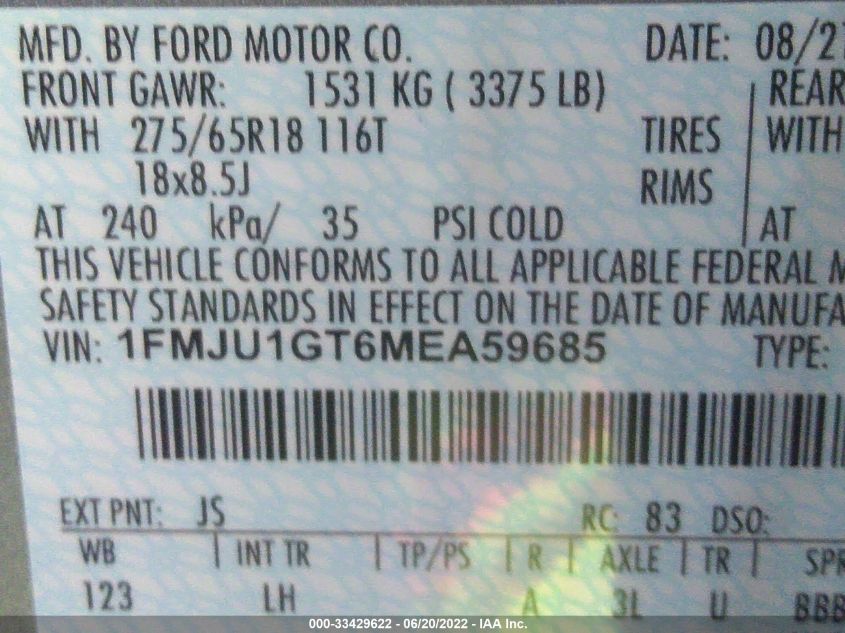 MFD. BY FORD MOTOR CO. DATE: 08/21
FRONT GAWR: 1531 KG ( 3375 LB) REAR
WITH 275/65R18 116T TIRES WITH
18x8.5J RIMS
AT 240 kPa/ 35 PSI COLD AT
THIS VEHICLE CONFORMS TO ALL APPLICABLE FEDERAL M
SAFETY STANDARDS IN EFFECT ON THE DATE OF MANUFA
VIN: 1FMJU1GT6MEA59685 TYPE:
EXT PNT: JS RC: 83 DSO:
WB INT TR TP/PS R AXLE TR SPR
123 LH A 3L U BBB
000-33429622 - 06/20/2022 - IAA Inc.